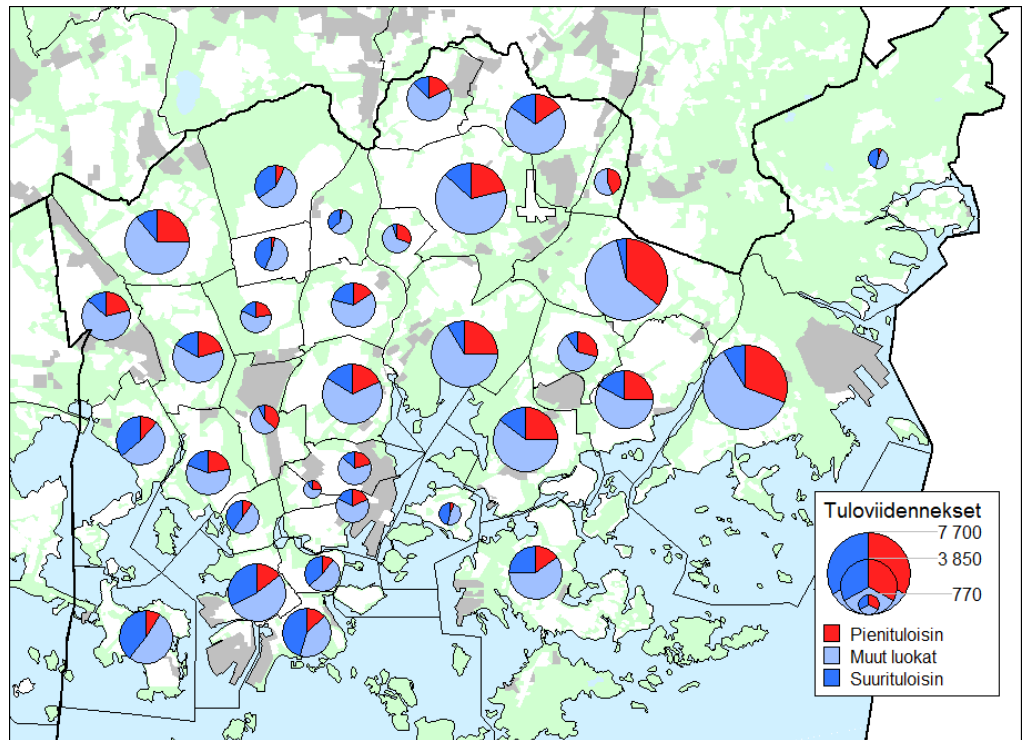 Tuloviidennekset
7 700
3 850
770
Pienituloisin
Muut luokat
Suurituloisin